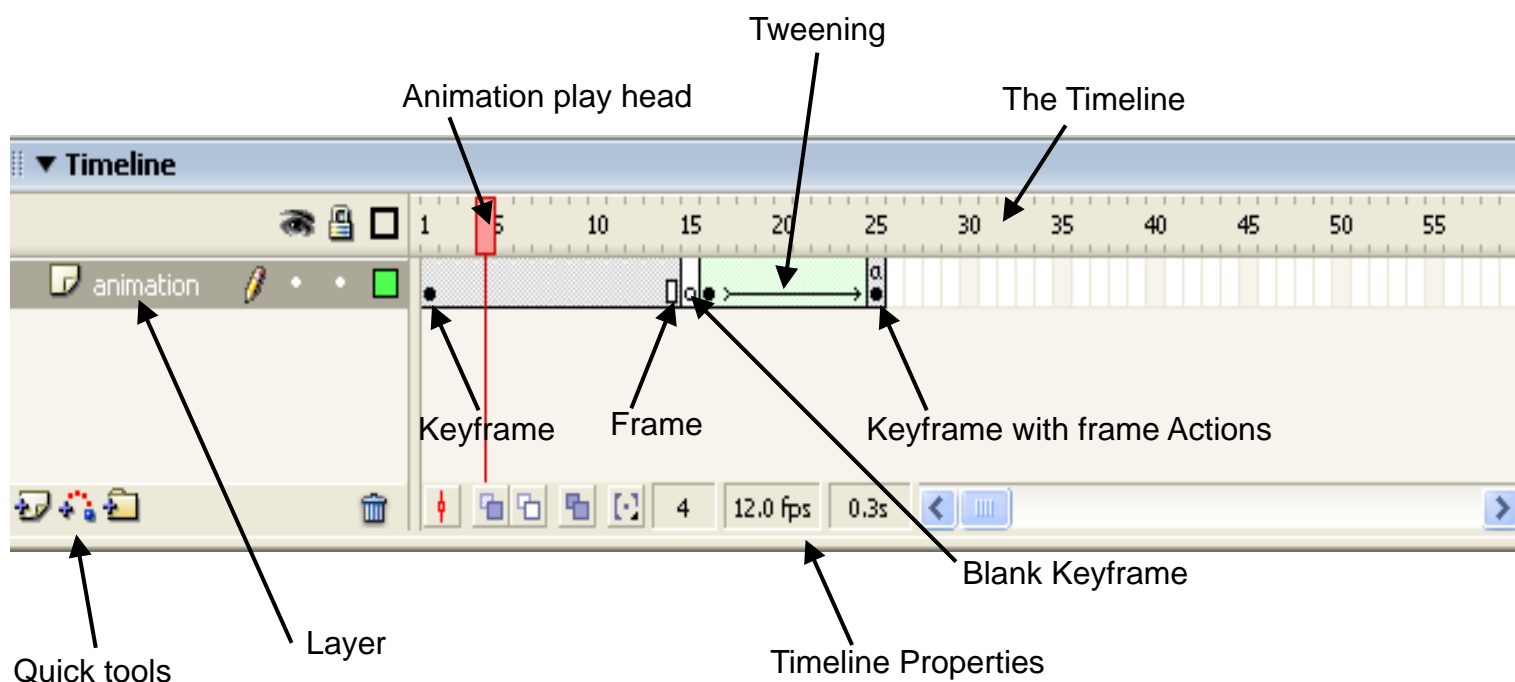 Tweening
Animation play head
The Timeline
Timeline
1 5 10 15 20 25 30 35 40 45 50 55
animation
a
Keyframe
Frame
Keyframe with frame Actions
4 12.0 fps 0.3s
Blank Keyframe
Layer
Timeline Properties
Quick tools